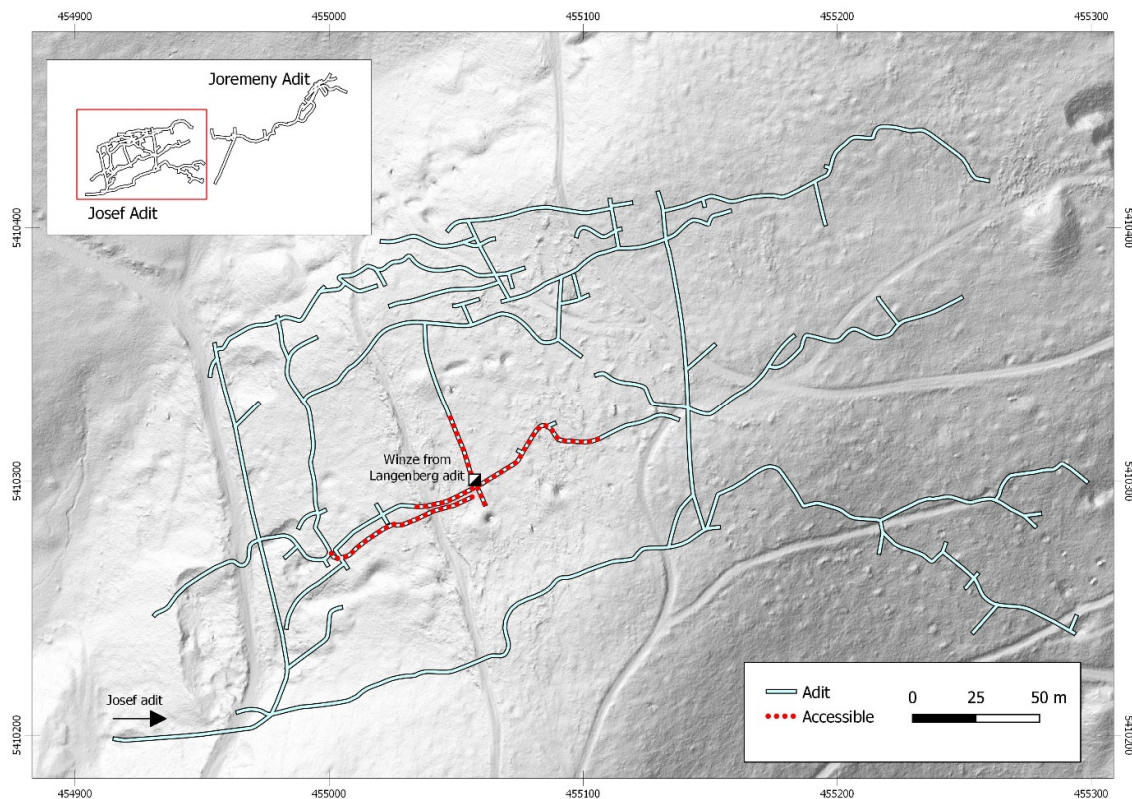 454900
455000
455100
455200
455300
Joremeny Adit
Josef Adit
5410400
5410400
Winze from
Langenberg adit
5410300
5410300
Josef adit
Adit
Accessible
0 25 50 m
5410200
5410200
454900
455000
455100
455200
455300